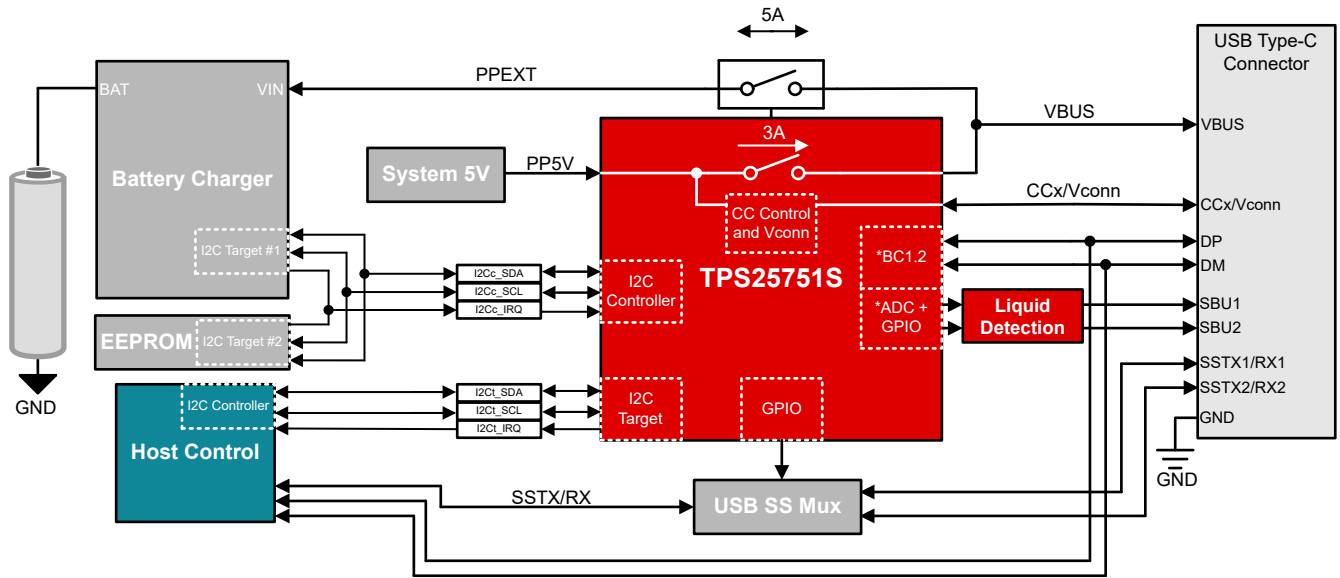 5A
USB Type-C
Connector
PPEXT
BAT
VIN
VBUS
VBUS
3A
Battery Charger
System 5V
PP5V
CCx/Vconn
CCx/Vconn
CC Control
and Vconn
I2C Target #1
*BC1.2
DP
DM
TPS25751S
I2Cc_SDA
I2Cc_SCL
I2Cc_IRQ
I2C
Controller
*ADC +
GPIO
Liquid
Detection
SBU1
SBU2
EEPROM
I2C Target #2
SSTX1/RX1
SSTX2/RX2
GND
GND
GND
I2C Controller
I2Ct_SDA
I2Ct_SCL
I2Ct_IRQ
I2C
Target
GPIO
Host Control
SSTX/RX
USB SS Mux